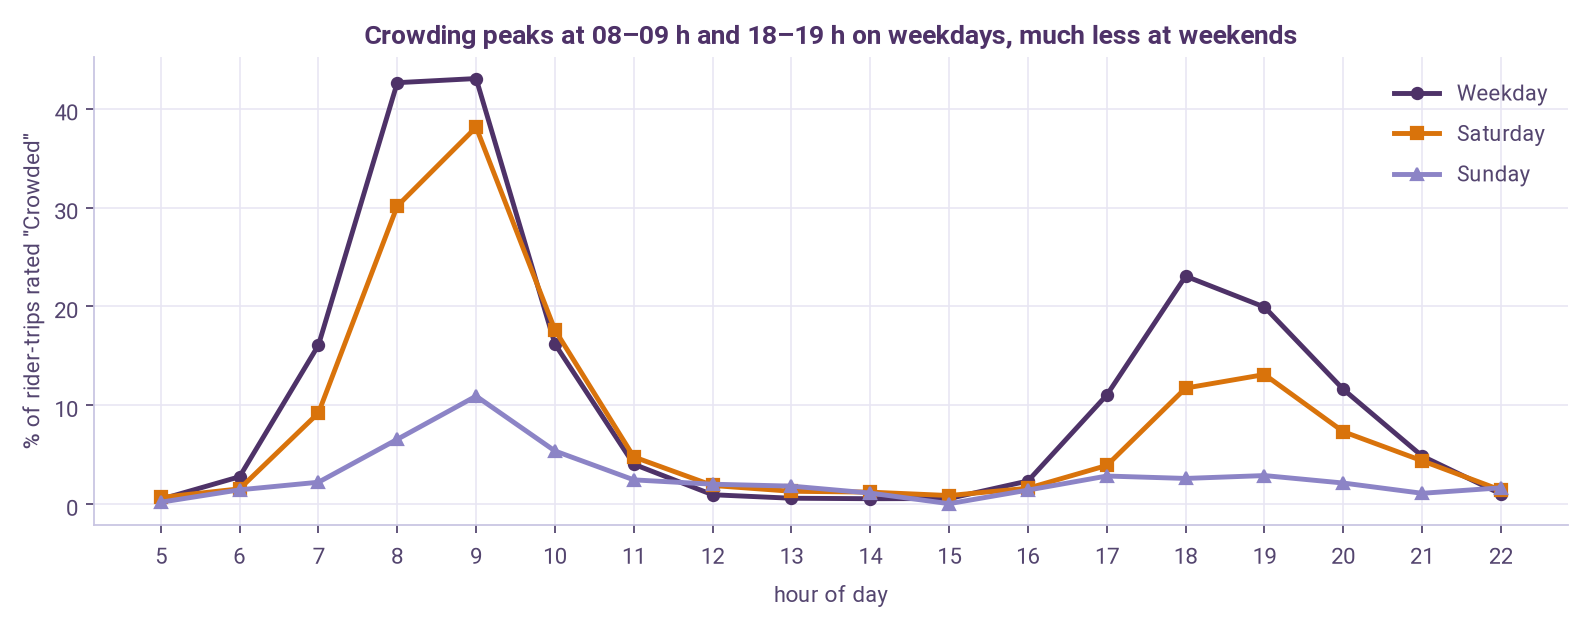 Crowding peaks at 08–09 h and 18–19 h on weekdays, much less at weekends
% of rider-trips rated "Crowded"
40
30
20
10
0
Weekday
Saturday
Sunday
5 6 7 8 9 10 11 12 13 14 15 16 17 18 19 20 21 22
hour of day